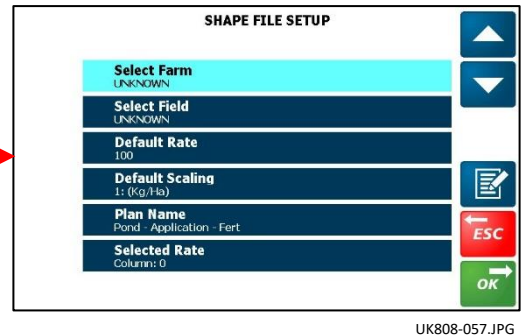 SHAPE FILE SETUP
Select Farm
UNKNOWN
Select Field
UNKNOWN
Default Rate
100
Default Scaling
1: (Kg/Ha)
Plan Name
Pond - Application - Fert
Selected Rate
Column: 0
ESC
OK
UK808-057.JPG